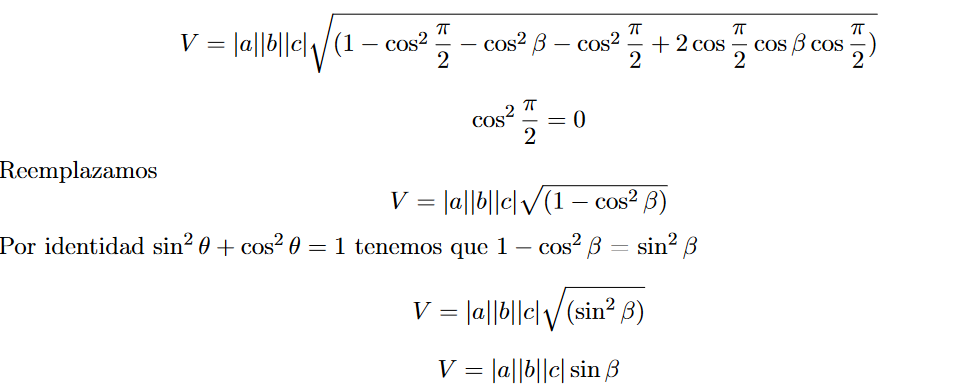 V = |a||b||c|√(1 − cos² π/2 − cos² β − cos² π/2 + 2 cos π/2 cos β cos π/2)
cos² π/2 = 0
Reemplazamos
V = |a||b||c|√(1 − cos² β)
Por identidad sin² θ + cos² θ = 1 tenemos que 1 − cos² β = sin² β
V = |a||b||c|√(sin² β)
V = |a||b||c| sin β